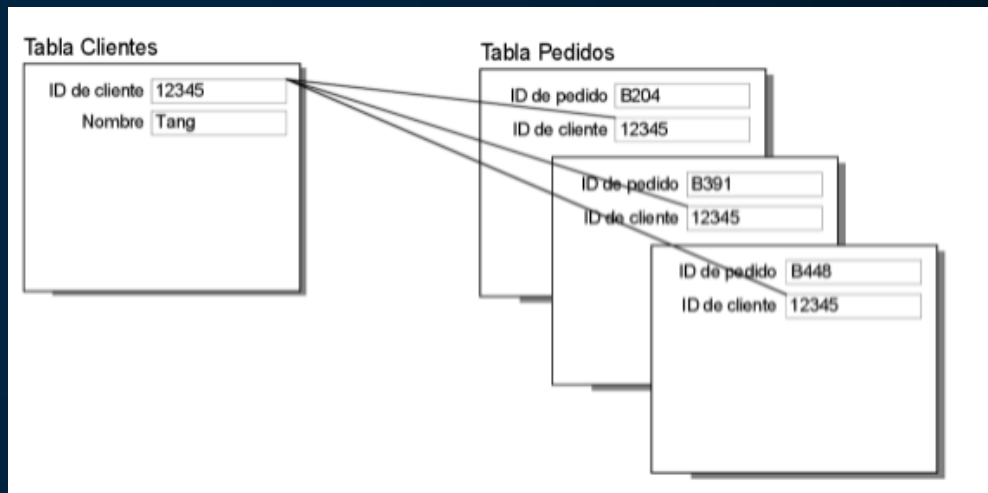 Tabla Clientes
ID de cliente 12345
Nombre Tang
Tabla Pedidos
ID de pedido B204
ID de cliente 12345
ID de pedido B391
ID de cliente 12345
ID de pedido B448
ID de cliente 12345